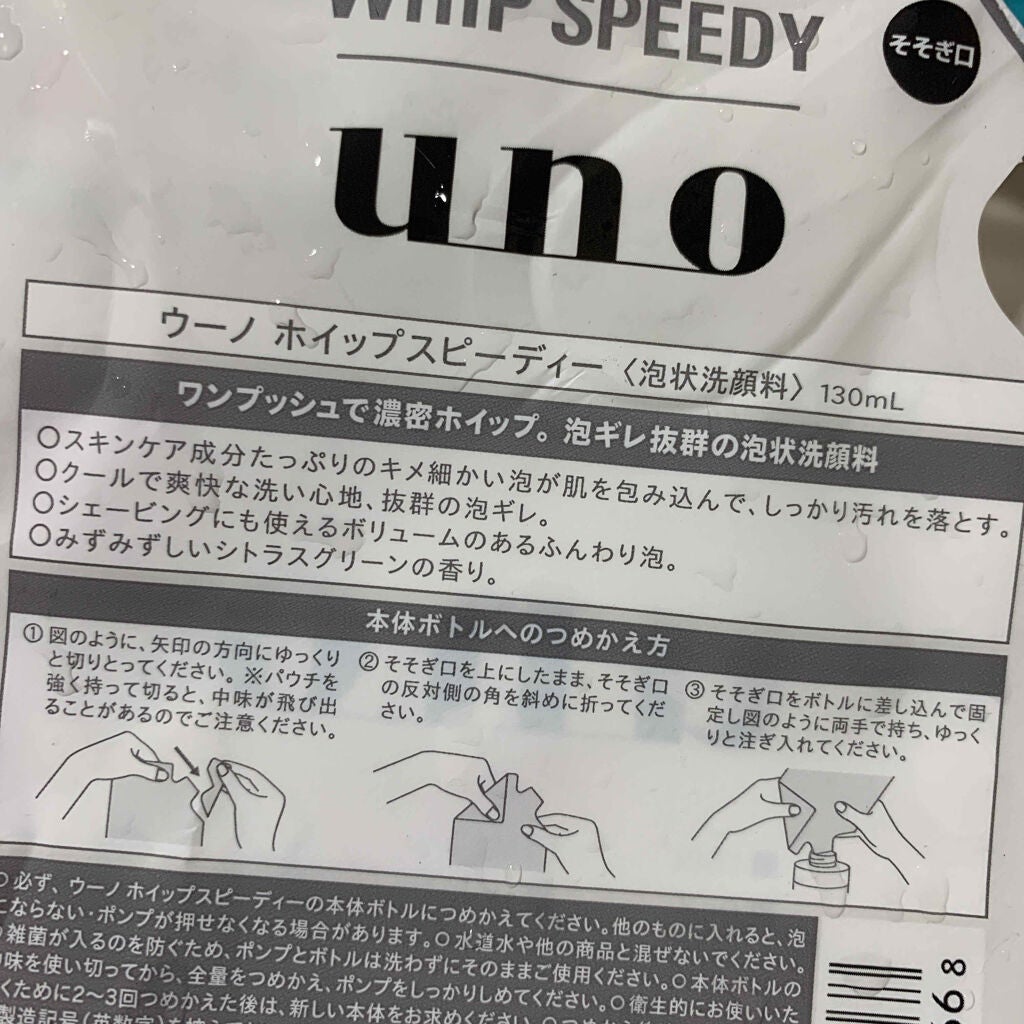 WHIP SPEEDY
そそぎ口
uno
ウーノ ホイップスピーディー〈泡状洗顔料〉130mL
ワンプッシュで濃密ホイップ。泡ギレ抜群の泡状洗顔料
○スキンケア成分たっぷりのキメ細かい泡が肌を包み込んで、しっかり汚れを落とす。
○クールで爽快な洗い心地、抜群の泡ギレ。
○シェービングにも使えるボリュームのあるふんわり泡。
○みずみずしいシトラスグリーンの香り。
本体ボトルへのつめかえ方
①図のように、矢印の方向にゆっくり
と切りとってください。※パウチを
強く持って切ると、中味が飛び出
ることがあるのでご注意ください。
②そそぎ口を上にしたまま、そそぎ口
の反対側の角を斜めに折ってくだ
さい。
③そそぎ口をボトルに差し込んで固
定し図のように両手で持ち、ゆっく
りと注ぎ入れてください。
○必ず、ウーノ ホイップスピーディーの本体ボトルにつめかえてください。他のものに入れると、泡
にならない・ポンプが押せなくなる場合があります。○水道水や他の商品と混ぜないでください。
○雑菌が入るのを防ぐため、ポンプとボトルは洗わずにそのままご使用ください。○本体ボトルの
中味を使い切ってから、全量をつめかえ、ポンプをしっかりしめてください。○衛生的にお使いいた
くために2〜3回つめかえた後は、新しい本体をお求めください。
製造記号(英数字)を